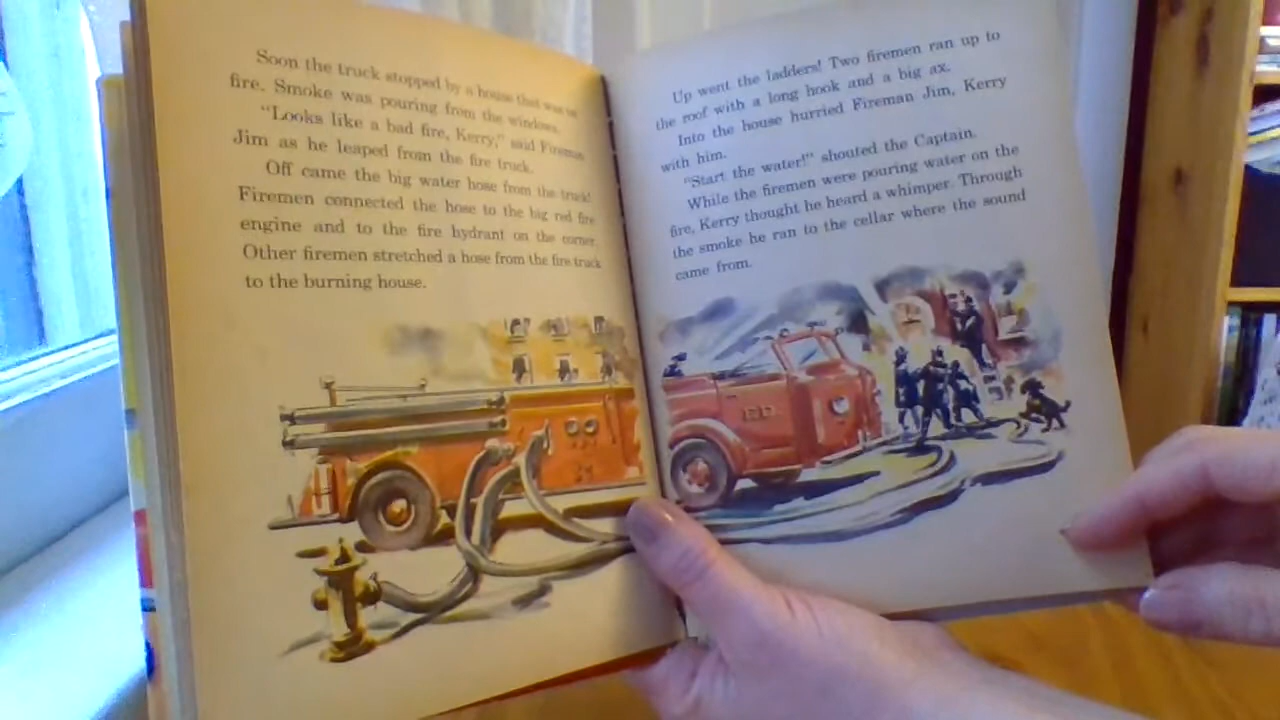 Soon the truck stopped by a house that was on
fire. Smoke was pouring from the windows.
"Looks like a bad fire, Kerry," said Fireman
Jim as he leaped from the fire truck.
Off came the big water hose from the truck!
Firemen connected the hose to the big red fire
engine and to the fire hydrant on the corner.
Other firemen stretched a hose from the fire truck
to the burning house.
Up went the ladders! Two firemen ran up to
the roof with a long hook and a big ax.
Into the house hurried Fireman Jim, Kerry
with him.
"Start the water!" shouted the Captain.
While the firemen were pouring water on the
fire, Kerry thought he heard a whimper. Through
the smoke he ran to the cellar where the sound
came from.